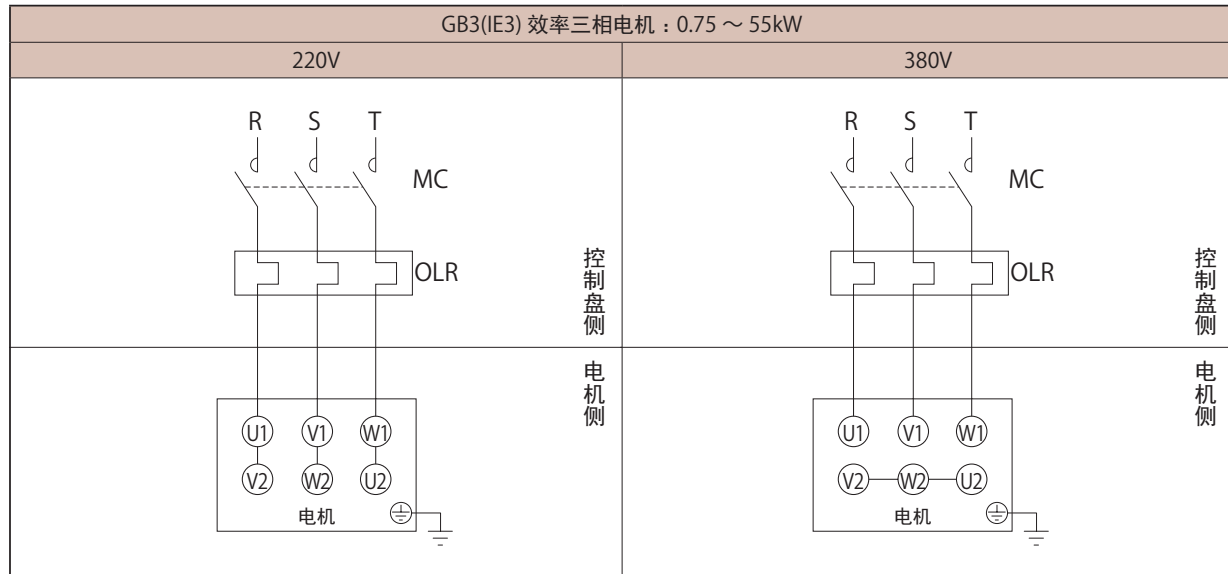 GB3(IE3) 效率三相电机：0.75 ～ 55kW
220V
380V
R S T
MC
OLR
控制盘侧
电机侧
U1 V1 W1
V2 W2 U2
电机
R S T
MC
OLR
控制盘侧
电机侧
U1 V1 W1
V2 W2 U2
电机